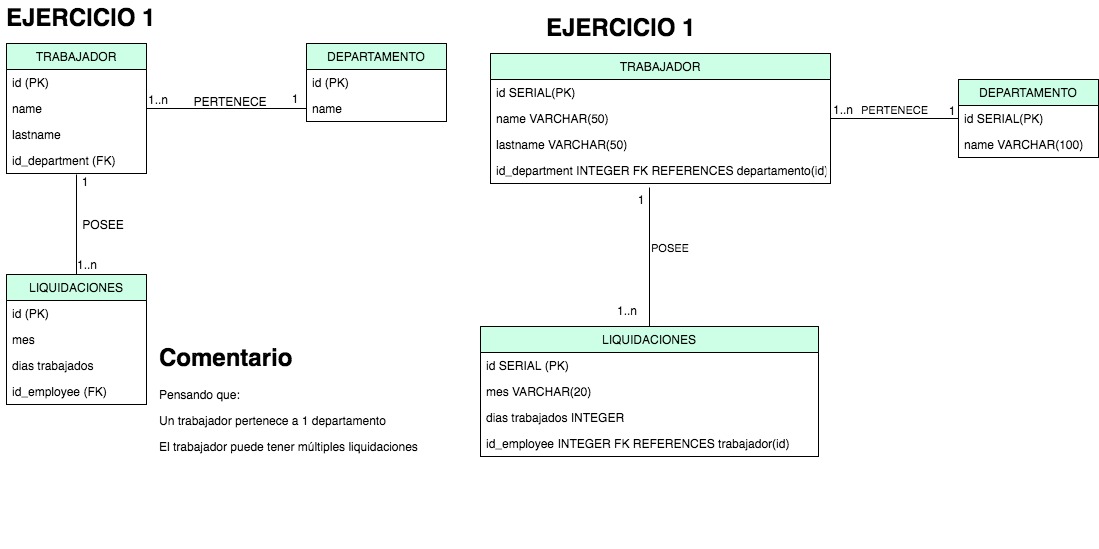 EJERCICIO 1
TRABAJADOR
id (PK)
name
lastname
id_department (FK)
1..n
PERTENECE
1
DEPARTAMENTO
id (PK)
name
1
POSEE
1..n
LIQUIDACIONES
id (PK)
mes
dias trabajados
id_employee (FK)
Comentario
Pensando que:
Un trabajador pertenece a 1 departamento
El trabajador puede tener múltiples liquidaciones
EJERCICIO 1
TRABAJADOR
id SERIAL(PK)
name VARCHAR(50)
lastname VARCHAR(50)
id_department INTEGER FK REFERENCES departamento(id)
1..n
PERTENECE
1
DEPARTAMENTO
id SERIAL(PK)
name VARCHAR(100)
1
POSEE
1..n
LIQUIDACIONES
id SERIAL (PK)
mes VARCHAR(20)
dias trabajados INTEGER
id_employee INTEGER FK REFERENCES trabajador(id)